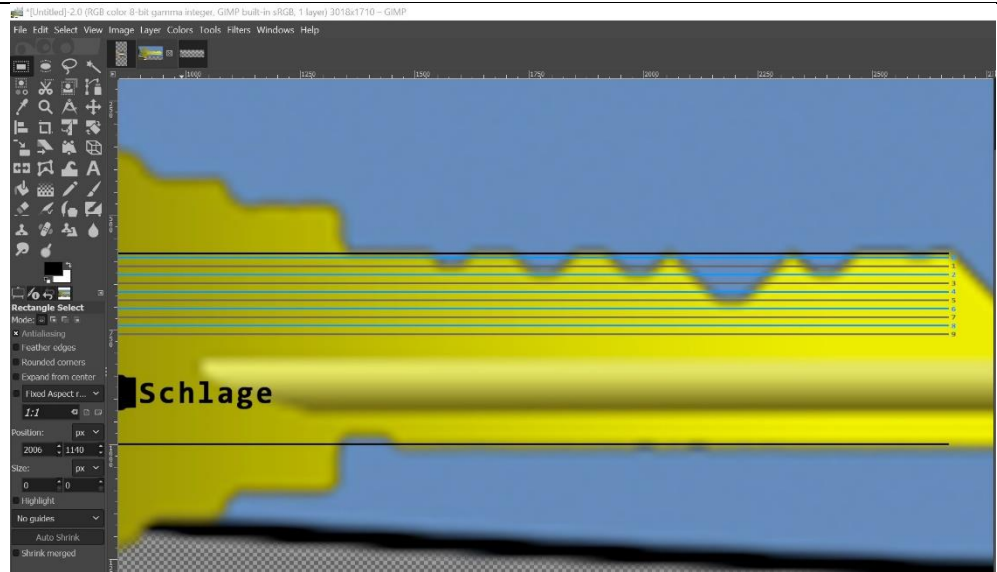 *[Untitled]-2.0 (RGB color 8-bit gamma integer, GIMP built-in sRGB, 1 layer) 3018x1710 – GIMP
File Edit Select View Image Layer Colors Tools Filters Windows Help
1000 1250 1500 1750 2000 2250 2500
1
2
3
4
5
6
7
8
9
Rectangle Select
Mode:
Antialiasing
Feather edges
Rounded corners
Expand from center
Fixed Aspect r...
1:1
Position: px
2006 1140
Size: px
0 0
Highlight
No guides
Auto Shrink
Shrink merged
Schlage